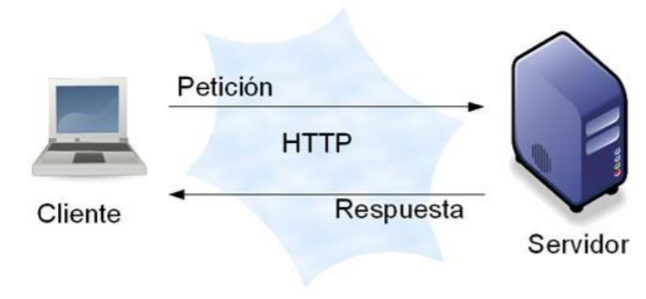 Petición
HTTP
Respuesta
Cliente
Servidor